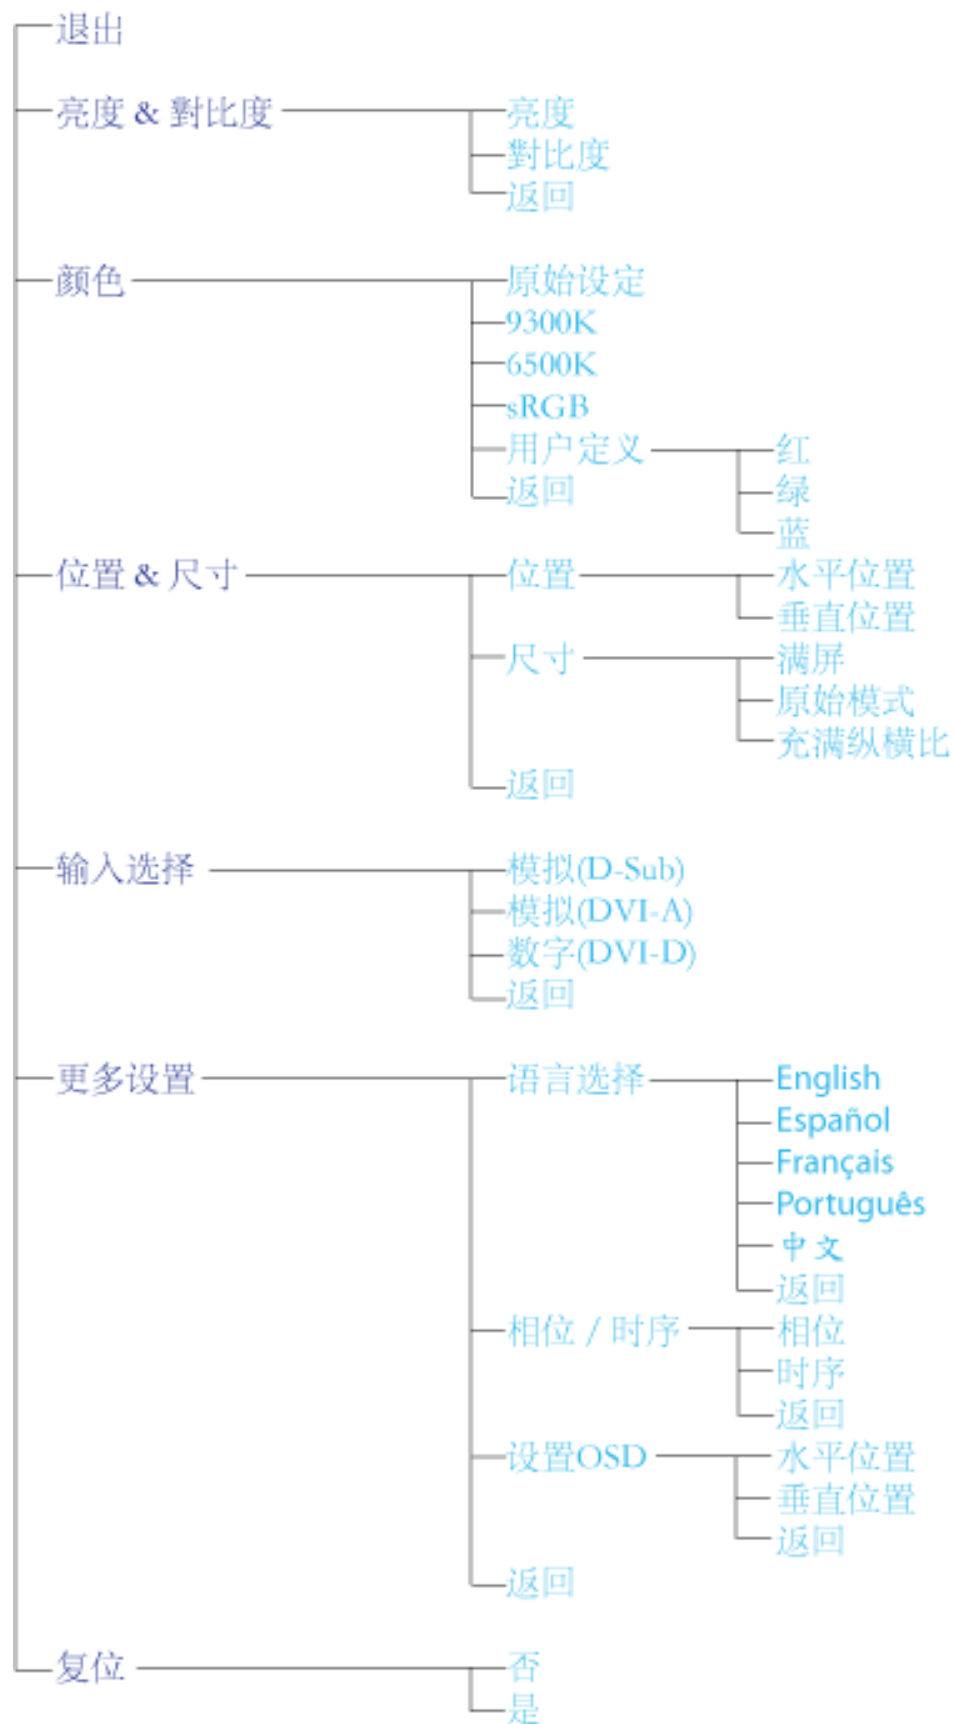 退出
亮度 & 對比度 亮度
對比度
返回
颜色 原始设定
9300K
6500K
sRGB
用户定义 红
返回 绿
蓝
位置 & 尺寸 位置 水平位置
垂直位置
尺寸 满屏
原始模式
充满纵横比
返回
输入选择 模拟(D-Sub)
模拟(DVI-A)
数字(DVI-D)
返回
更多设置 语言选择 English
Español
Français
Português
中文
返回
相位 / 时序 相位
时序
返回
设置OSD 水平位置
垂直位置
返回
返回
复位 否
是